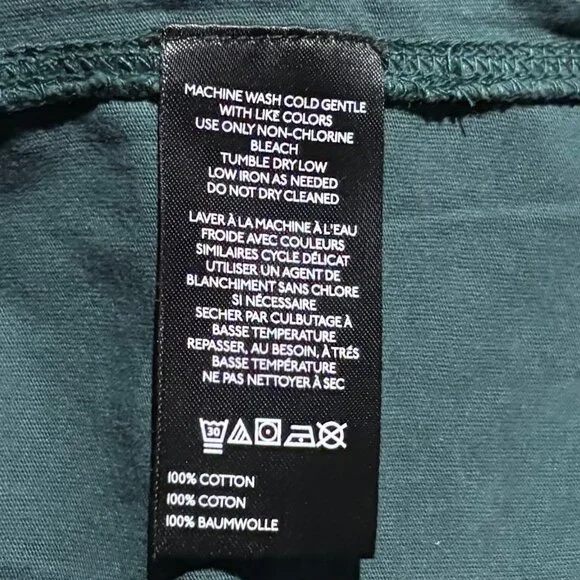 MACHINE WASH COLD GENTLE
WITH LIKE COLORS
USE ONLY NON-CHLORINE
BLEACH
TUMBLE DRY LOW
LOW IRON AS NEEDED
DO NOT DRY CLEANED
LAVER À LA MACHINE À L'EAU
FROIDE AVEC COULEURS
SIMILAIRES CYCLE DÉLICAT
UTILISER UN AGENT DE
BLANCHIMENT SANS CHLORE
SI NÉCESSAIRE
SECHER PAR CULBUTAGE À
BASSE TEMPERATURE
REPASSER, AU BESOIN, À TRÉS
BASSE TEMPÉRATURE
NE PAS NETTOYER À SEC
30
100% COTTON
100% COTON
100% BAUMWOLLE